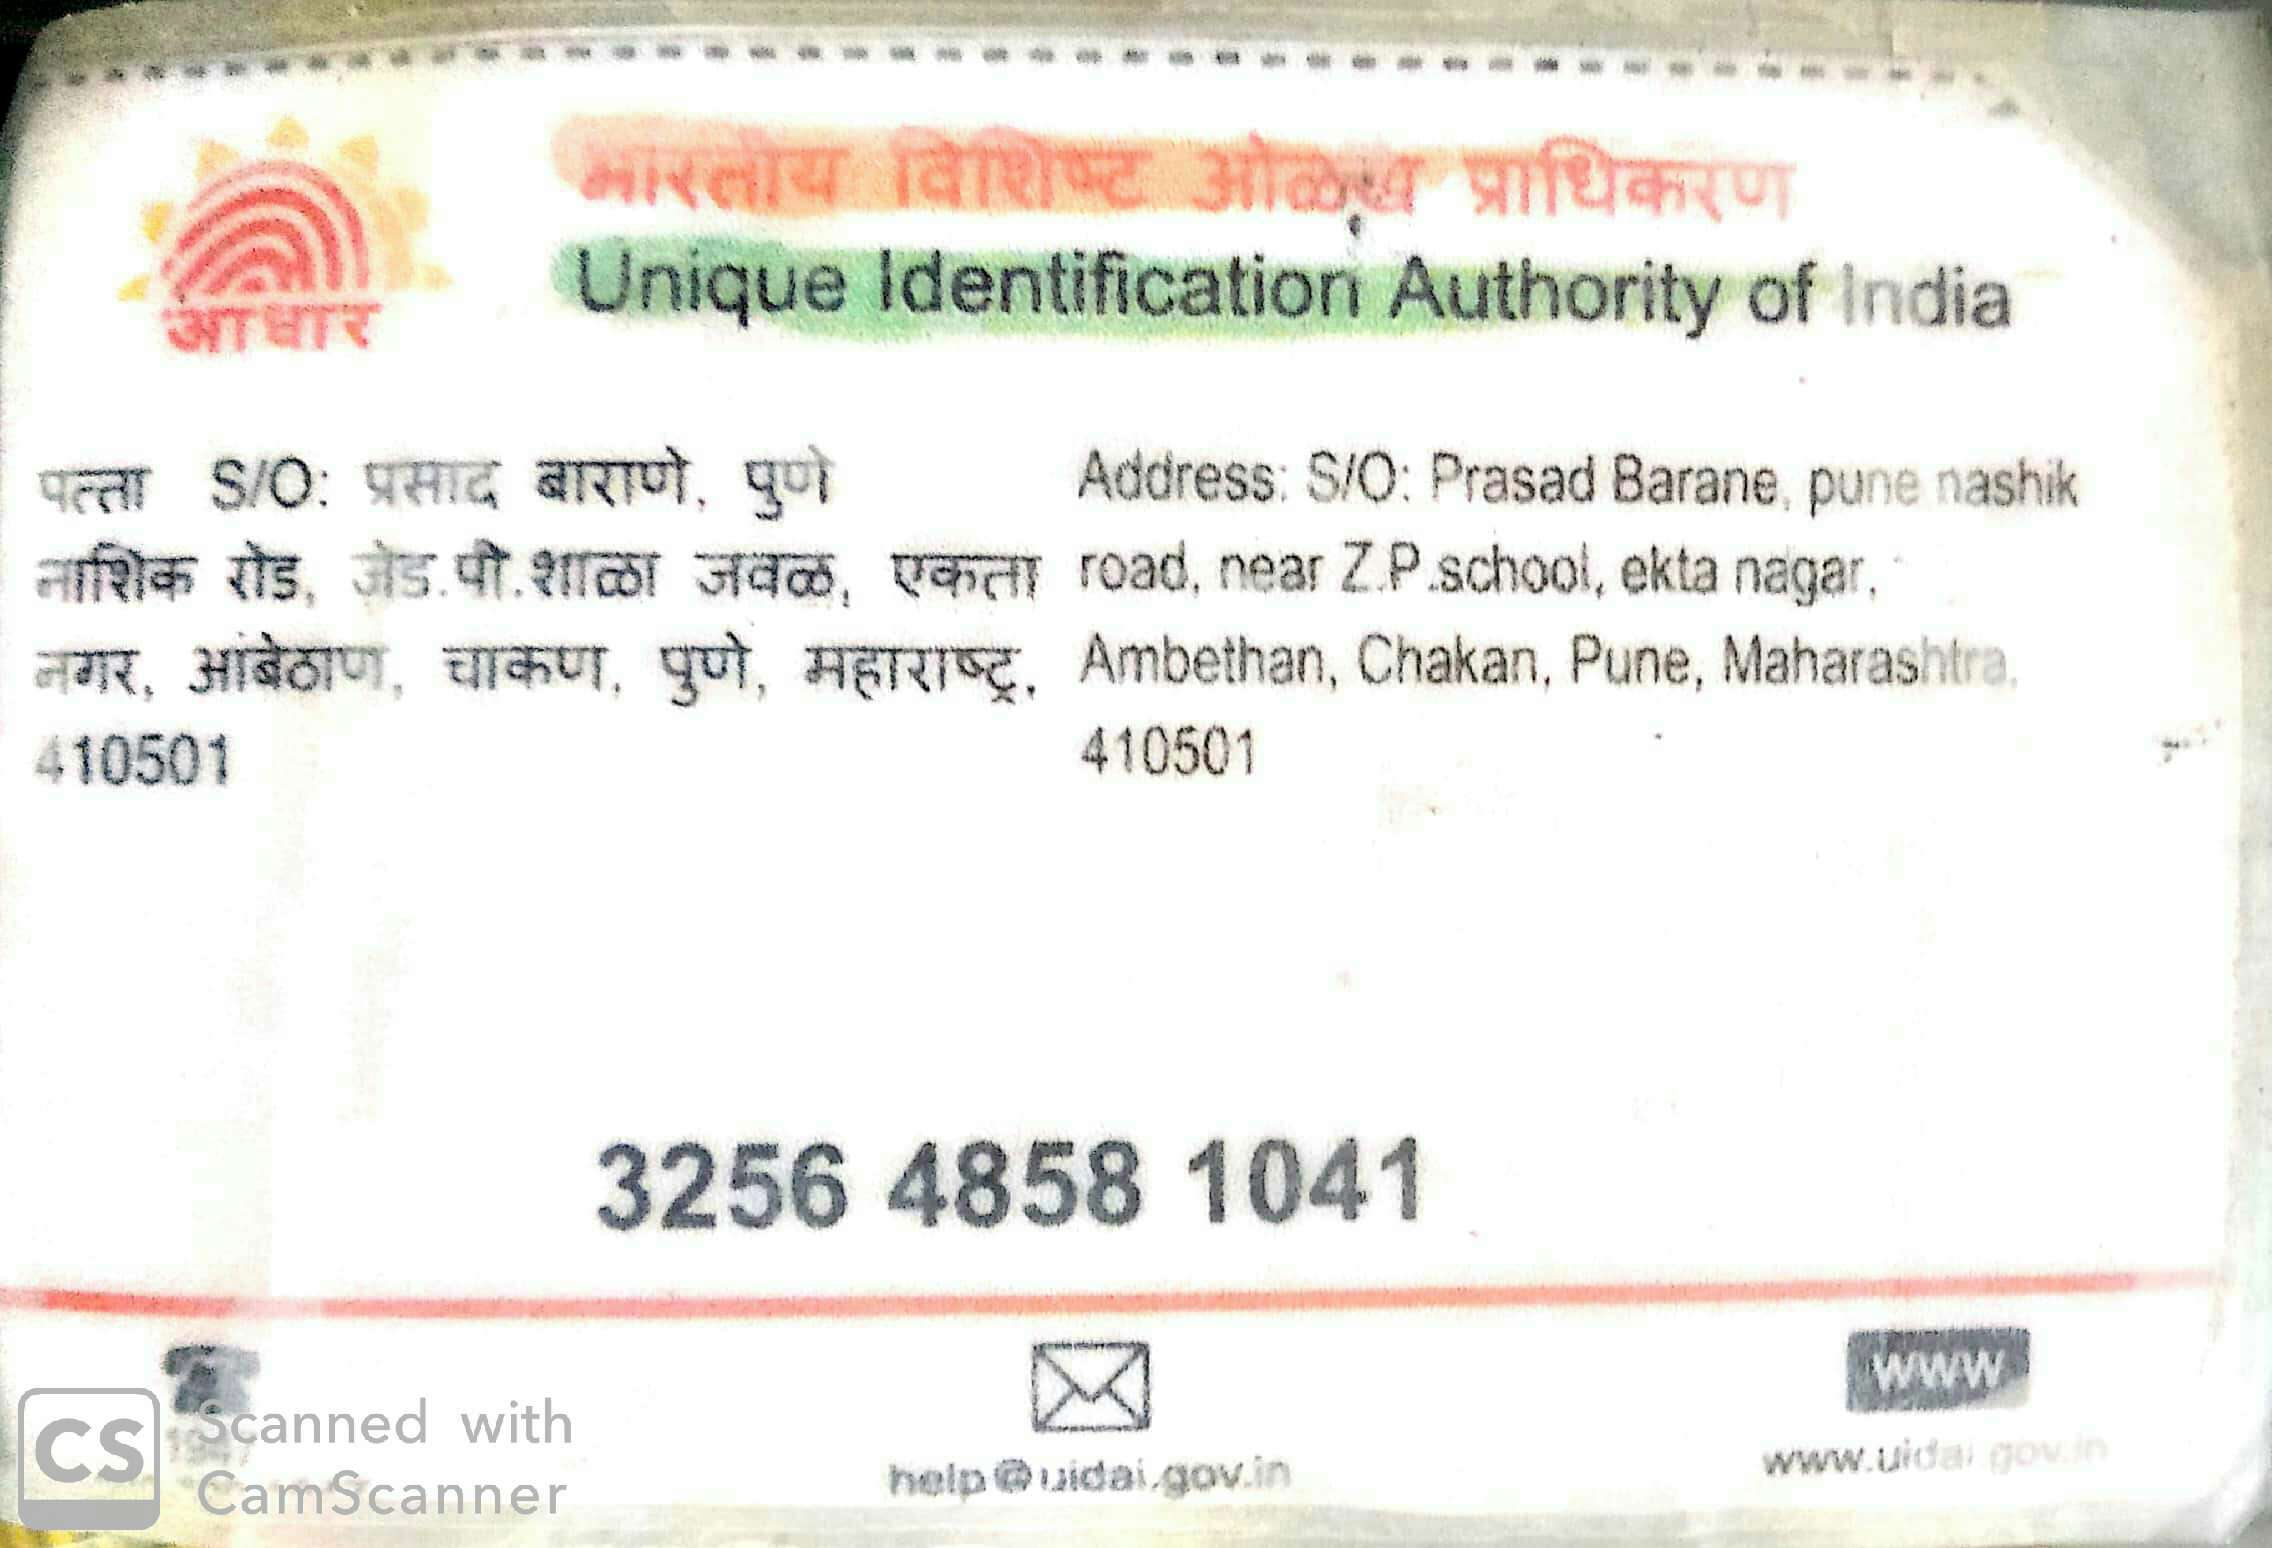 भारतीय विशिष्ट ओळख प्राधिकरण
Unique Identification Authority of India
आधार
पत्ता S/O: प्रसाद बाराणे, पुणे
नाशिक रोड, जेड.पी.शाळा जवळ, एकता
नगर, आंबेठाण, चाकण, पुणे, महाराष्ट्र,
410501
Address: S/O: Prasad Barane, pune nashik
road, near Z.P.school, ekta nagar,
Ambethan, Chakan, Pune, Maharashtra,
410501
3256 4858 1041
1947
help@uidai.gov.in
WWW
www.uidai.gov.in
CS
Scanned with
CamScanner